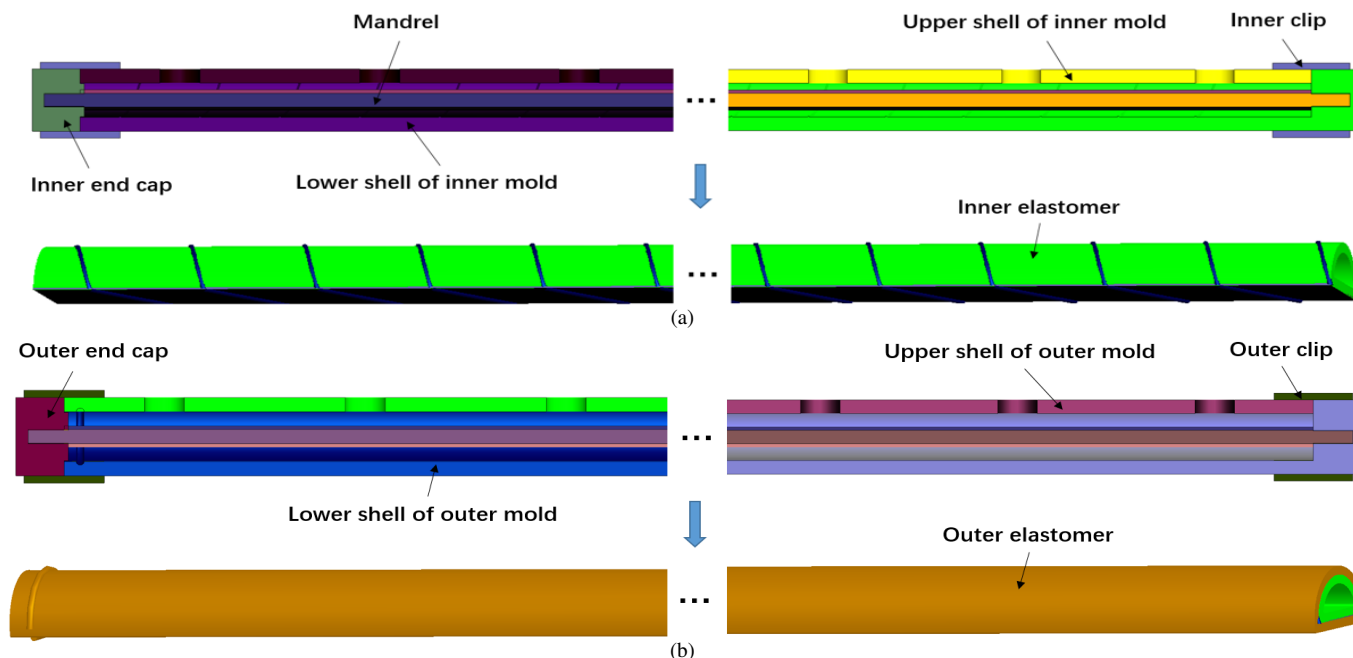 Mandrel
Upper shell of inner mold
Inner clip
...
Inner end cap
Lower shell of inner mold
Inner elastomer
...
(a)
Outer end cap
Upper shell of outer mold
Outer clip
...
Lower shell of outer mold
Outer elastomer
...
(b)